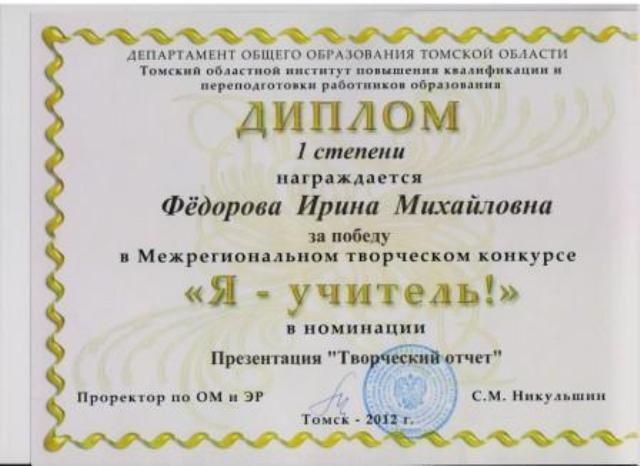 ДЕПАРТАМЕНТ ОБЩЕГО ОБРАЗОВАНИЯ ТОМСКОЙ ОБЛАСТИ
Томский областной институт повышения квалификации и
переподготовки работников образования
ДИПЛОМ
1 степени
награждается
Фёдорова Ирина Михайловна
за победу
в Межрегиональном творческом конкурсе
«Я - учитель!»
в номинации
Презентация "Творческий отчет"
Проректор по ОМ и ЭР С.М. Никульшин
Томск - 2012 г.